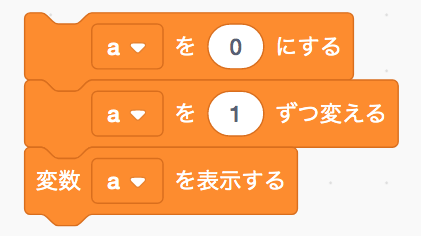 a を 0 にする
a を 1 ずつ変える
変数 a を表示する